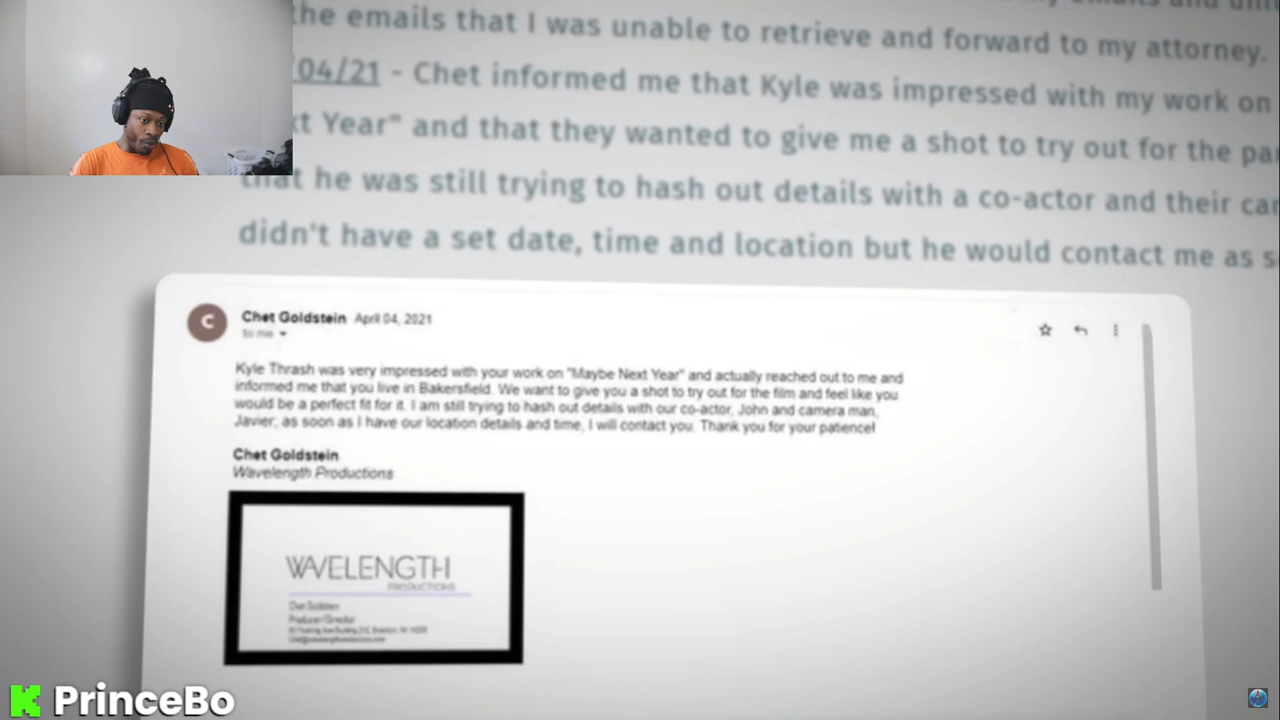 the emails that I was unable to retrieve and forward to my attorney.
/04/21 - Chet informed me that Kyle was impressed with my work on
xt Year" and that they wanted to give me a shot to try out for the
that he was still trying to hash out details with a co-actor and their
didn't have a set date, time and location but he would contact me as
C
Chet Goldstein April 04, 2021
to me
Kyle Thrash was very impressed with your work on "Maybe Next Year" and actually reached out to me and
informed me that you live in Bakersfield. We want to give you a shot to try out for the film and feel like you
would be a perfect fit for it. I am still trying to hash out details with our co-actor, John and camera man,
Javier; as soon as I have our location details and time, I will contact you. Thank you for your patience!
Chet Goldstein
Wavelength Productions
WAVELENGTH
PRODUCTIONS
Chet Goldstein
Producer/Director
K PrinceBo